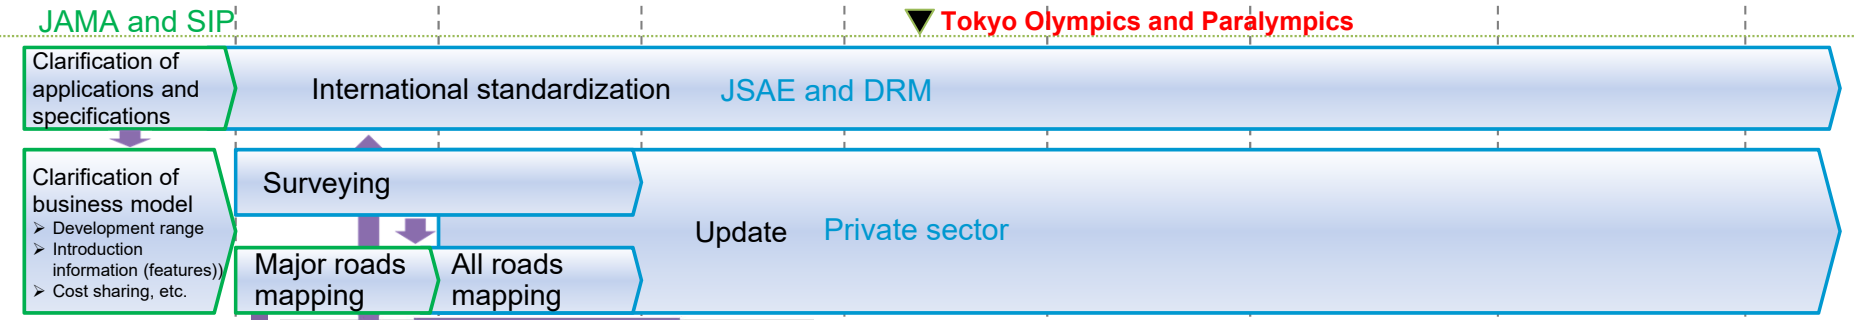 JAMA and SIP
Tokyo Olympics and Paralympics
Clarification of
applications and
specifications
International standardization
JSAE and DRM
Clarification of
business model
➢ Development range
➢ Introduction
information (features))
➢ Cost sharing, etc.
Surveying
Update
Private sector
Major roads
mapping
All roads
mapping